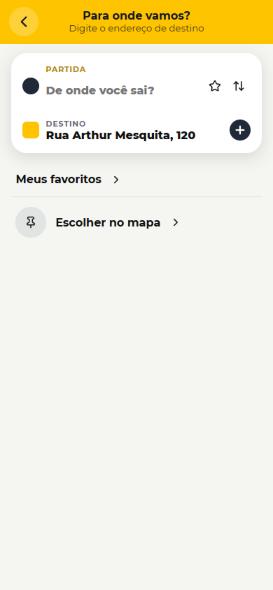 Para onde vamos?
Digite o endereço de destino
PARTIDA
De onde você sai?
DESTINO
Rua Arthur Mesquita, 120
Meus favoritos
Escolher no mapa